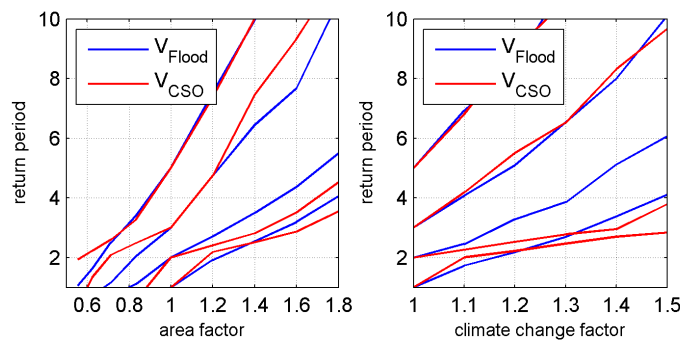 10
8
6
4
2
return period
V_Flood
V_CSO
0.6 0.8 1 1.2 1.4 1.6 1.8
area factor
10
8
6
4
2
return period
V_Flood
V_CSO
1 1.1 1.2 1.3 1.4 1.5
climate change factor